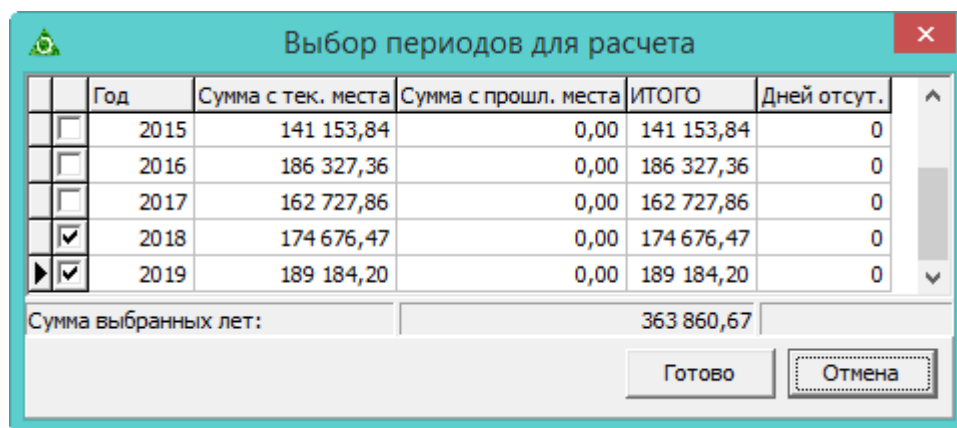 Выбор периодов для расчета
Год Сумма с тек. места Сумма с прошл. места ИТОГО Дней отсут.
2015 141 153,84 0,00 141 153,84 0
2016 186 327,36 0,00 186 327,36 0
2017 162 727,86 0,00 162 727,86 0
2018 174 676,47 0,00 174 676,47 0
2019 189 184,20 0,00 189 184,20 0
Сумма выбранных лет: 363 860,67
Готово Отмена